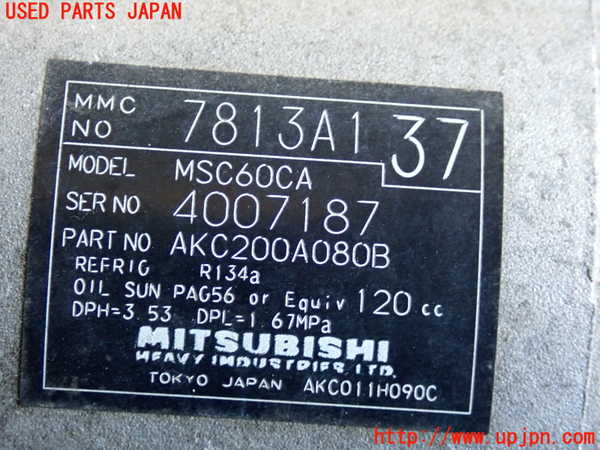 USED PARTS JAPAN
MMC NO 7813A137
MODEL MSC60CA
SER NO 4007187
PART NO AKC200A080B
REFRIG R134a
OIL SUN PAG56 or Equiv 120 cc
DPH=3.53 DPL=1.67MPa
MITSUBISHI
HEAVY INDUSTRIES, LTD.
TOKYO JAPAN AKC011H090C
http://www.upjpn.com/